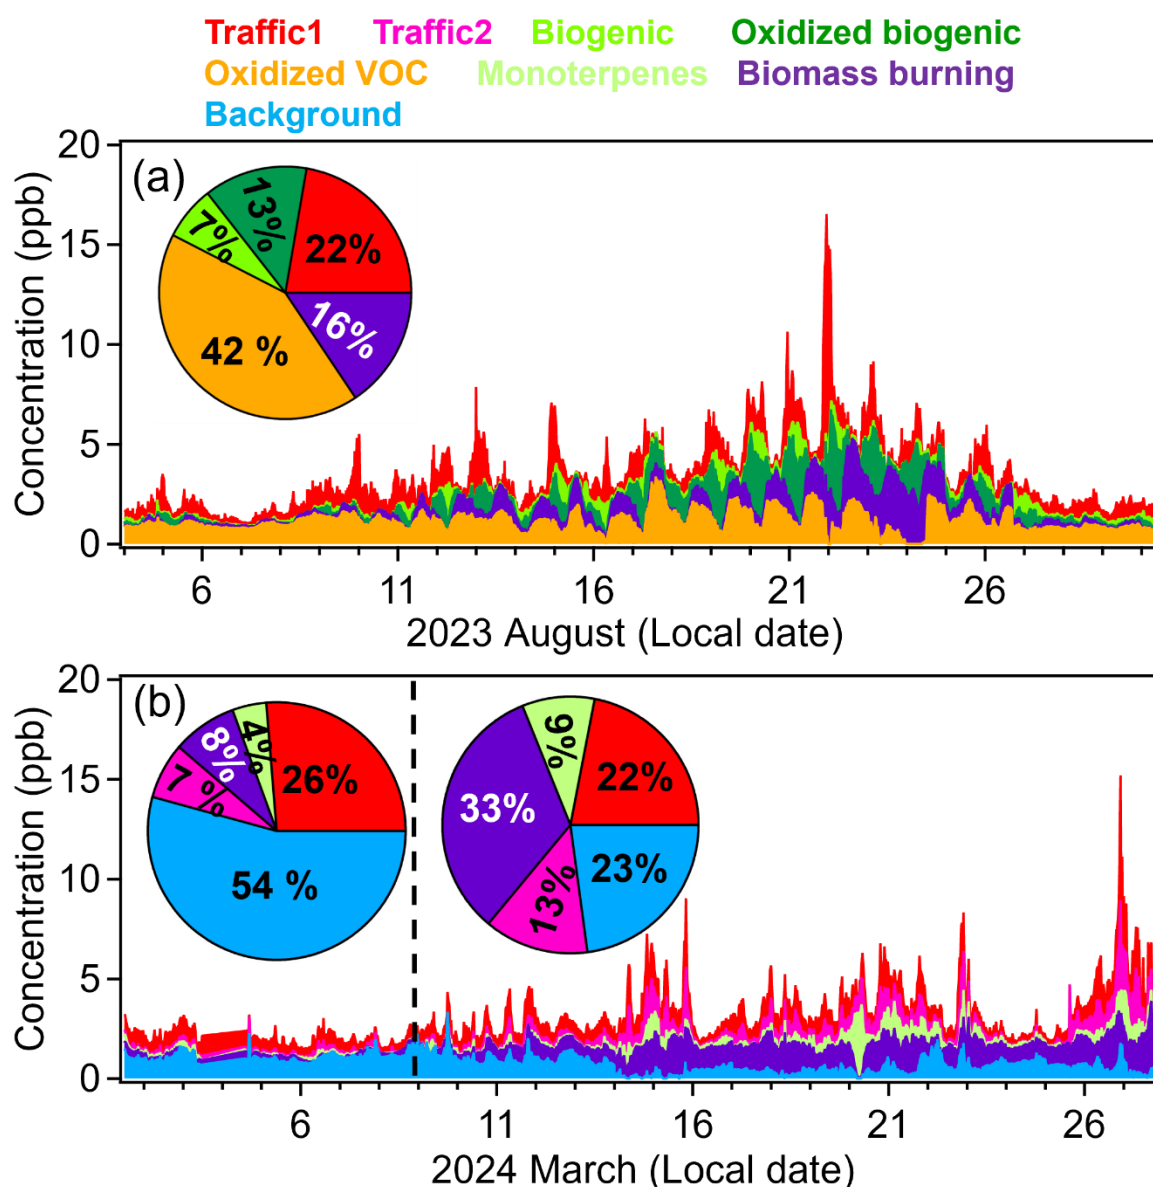 Traffic1 Traffic2 Biogenic Oxidized biogenic
Oxidized VOC Monoterpenes Biomass burning
Background
20
15
10
5
0
Concentration (ppb)
(a)
13%
7%
22%
16%
42 %
6 11 16 21 26
2023 August (Local date)
20
15
10
5
0
Concentration (ppb)
(b)
4%
8%
7 %
26%
54 %
9%
22%
33%
23%
13%
6 11 16 21 26
2024 March (Local date)